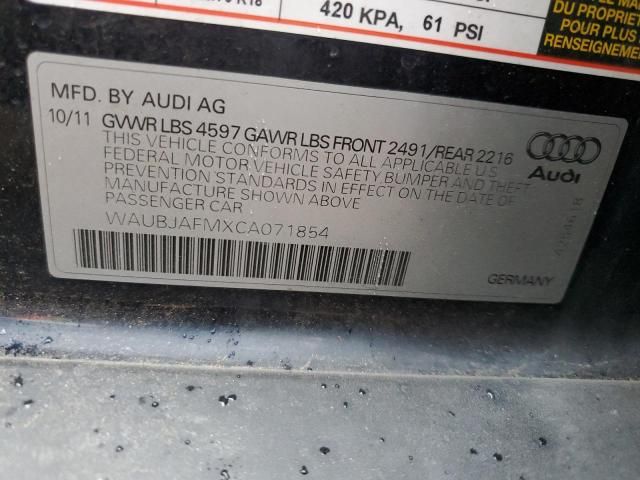 420 KPA, 61 PSI
DU PROPRIE
POUR PLUS
RENSEIGNEMEN
MFD. BY AUDI AG
10/11 GVWR LBS 4597 GAWR LBS FRONT 2491/REAR 2216
THIS VEHICLE CONFORMS TO ALL APPLICABLE U.S.
FEDERAL MOTOR VEHICLE SAFETY, BUMPER AND THEFT
PREVENTION STANDARDS IN EFFECT ON THE DATE OF
MANUFACTURE SHOWN ABOVE
PASSENGER CAR
WAUBJAFMXCA071854
Audi
GERMANY